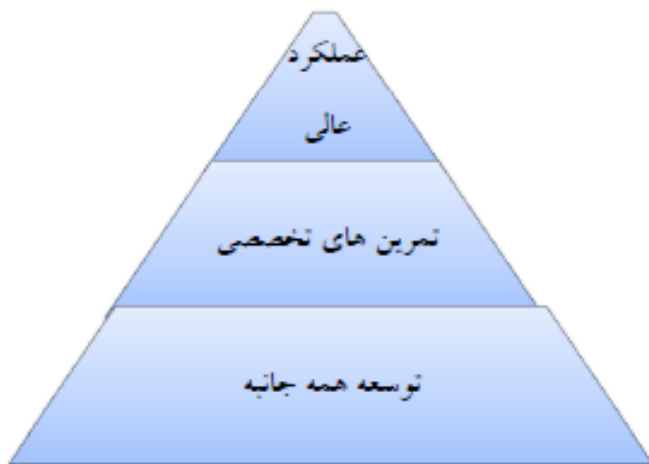 عملکرد
عالی
تمرین های تخصصی
توسعه همه جانبه